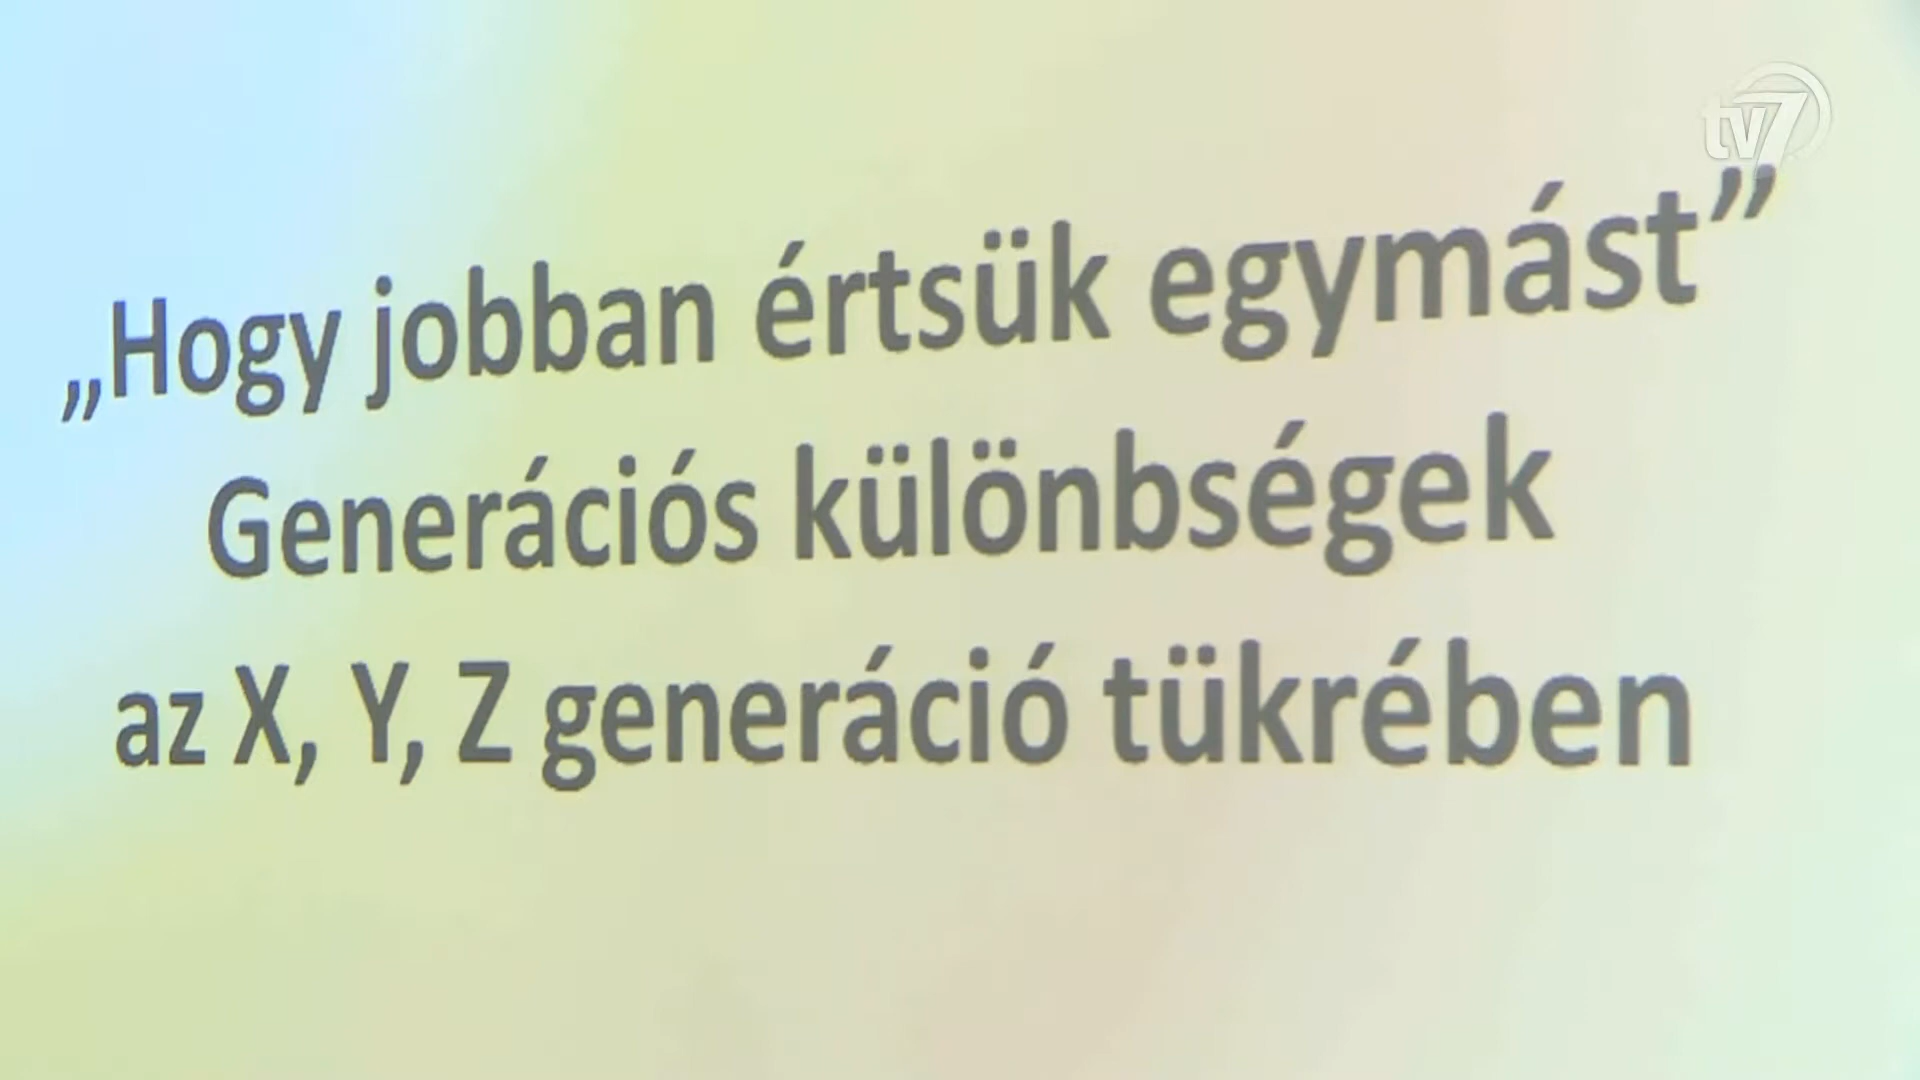 tv7
„Hogy jobban értsük egymást”
Generációs különbségek
az X, Y, Z generáció tükrében